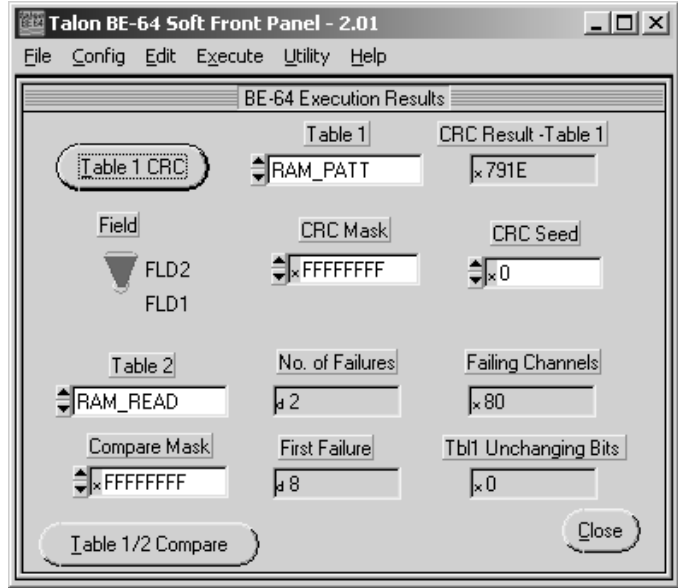 Talon BE-64 Soft Front Panel - 2.01
File Config Edit Execute Utility Help
BE-64 Execution Results
Table 1 CRC
Table 1
RAM_PATT
CRC Result -Table 1
x 791E
Field
FLD2
FLD1
CRC Mask
x FFFFFFFF
CRC Seed
x 0
Table 2
RAM_READ
No. of Failures
d 2
Failing Channels
x 80
Compare Mask
x FFFFFFFF
First Failure
d 8
Tbl1 Unchanging Bits
x 0
Table 1/2 Compare
Close